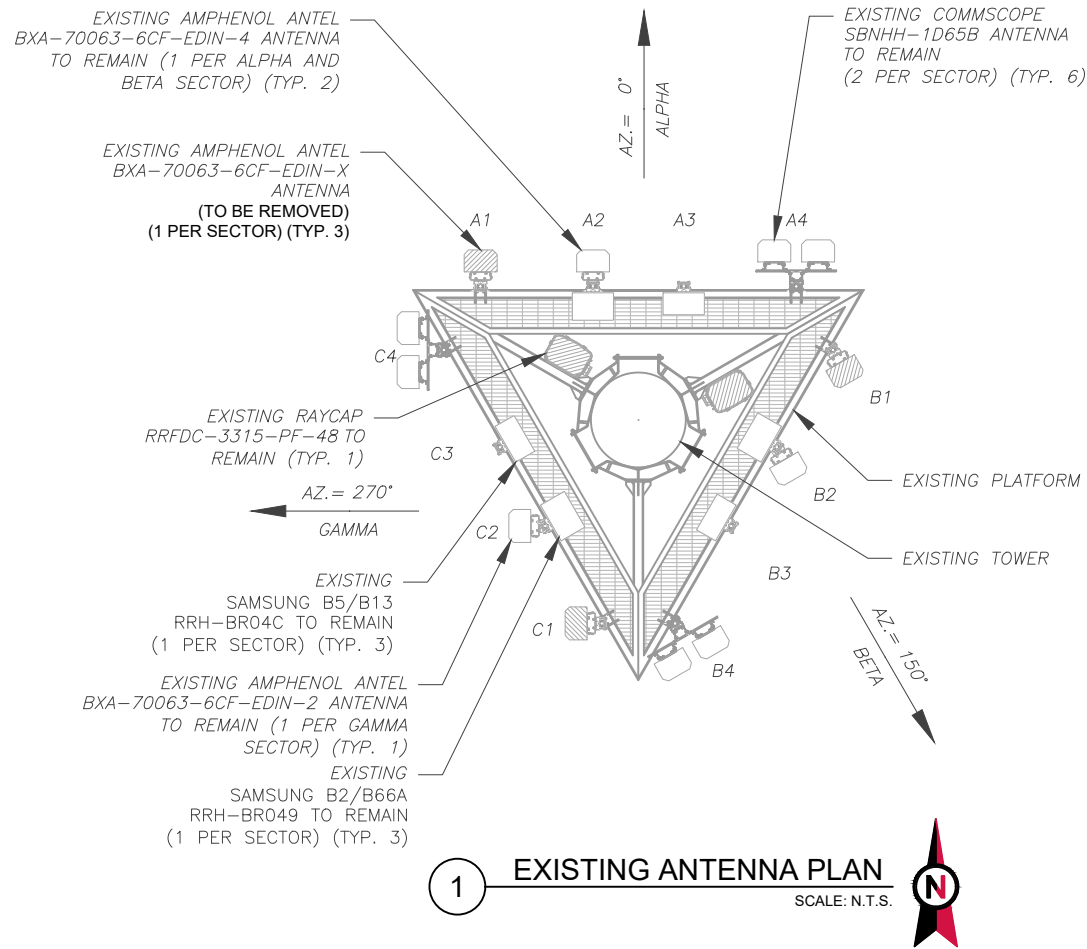 EXISTING AMPHENOL ANTEL
BXA-70063-6CF-EDIN-4 ANTENNA
TO REMAIN (1 PER ALPHA AND
BETA SECTOR) (TYP. 2)
EXISTING COMMSCOPE
SBNHH-1D65B ANTENNA
TO REMAIN
(2 PER SECTOR) (TYP. 6)
AZ.= 0°
ALPHA
EXISTING AMPHENOL ANTEL
BXA-70063-6CF-EDIN-X
ANTENNA
(TO BE REMOVED)
(1 PER SECTOR) (TYP. 3)
A1
A2
A3
A4
C4
B1
EXISTING RAYCAP
RRFDC-3315-PF-48 TO
REMAIN (TYP. 1)
C3
B2
EXISTING PLATFORM
AZ.= 270°
GAMMA
C2
EXISTING TOWER
B3
EXISTING
SAMSUNG B5/B13
RRH-BR04C TO REMAIN
(1 PER SECTOR) (TYP. 3)
C1
B4
AZ.= 150°
BETA
EXISTING AMPHENOL ANTEL
BXA-70063-6CF-EDIN-2 ANTENNA
TO REMAIN (1 PER GAMMA
SECTOR) (TYP. 1)
EXISTING
SAMSUNG B2/B66A
RRH-BR049 TO REMAIN
(1 PER SECTOR) (TYP. 3)
1
EXISTING ANTENNA PLAN
SCALE: N.T.S.
N